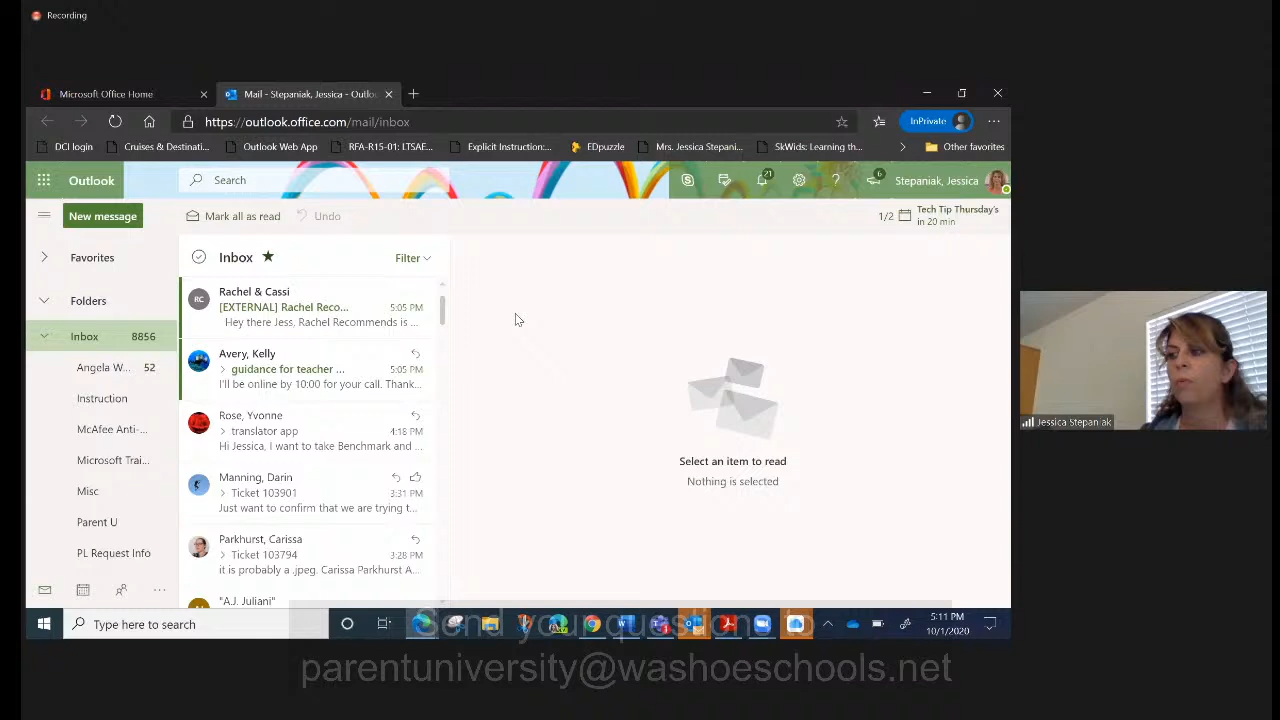 Recording
Microsoft Office Home
Mail - Stepaniak, Jessica - Outlo
https://outlook.office.com/mail/inbox
InPrivate
DCI login
Cruises & Destinati...
Outlook Web App
RFA-R15-01: LTSAE...
Explicit Instruction:...
EDpuzzle
Mrs. Jessica Stepani...
SkWids: Learning th...
Other favorites
Outlook
Search
21
6
Stepaniak, Jessica
New message
Mark all as read
Undo
1/2
Tech Tip Thursday's
in 20 min
Favorites
Folders
Inbox 8856
Angela W... 52
Instruction
McAfee Anti-...
Microsoft Trai...
Misc
Parent U
PL Request Info
Inbox ★
Filter
RC
Rachel & Cassi
[EXTERNAL] Rachel Reco... 5:05 PM
Hey there Jess, Rachel Recommends is ...
Avery, Kelly
> guidance for teacher ... 5:05 PM
I'll be online by 10:00 for your call. Thank...
Rose, Yvonne
> translator app 4:18 PM
Hi Jessica, I want to take Benchmark and ...
Manning, Darin
> Ticket 103901 3:31 PM
Just want to confirm that we are trying t...
Parkhurst, Carissa
> Ticket 103794 3:28 PM
it is probably a .jpeg. Carissa Parkhurst A...
"A.J. Juliani"
Select an item to read
Nothing is selected
Jessica Stepaniak
Type here to search
5:11 PM
10/1/2020
Send your questions to
parentuniversity@washoeschools.net